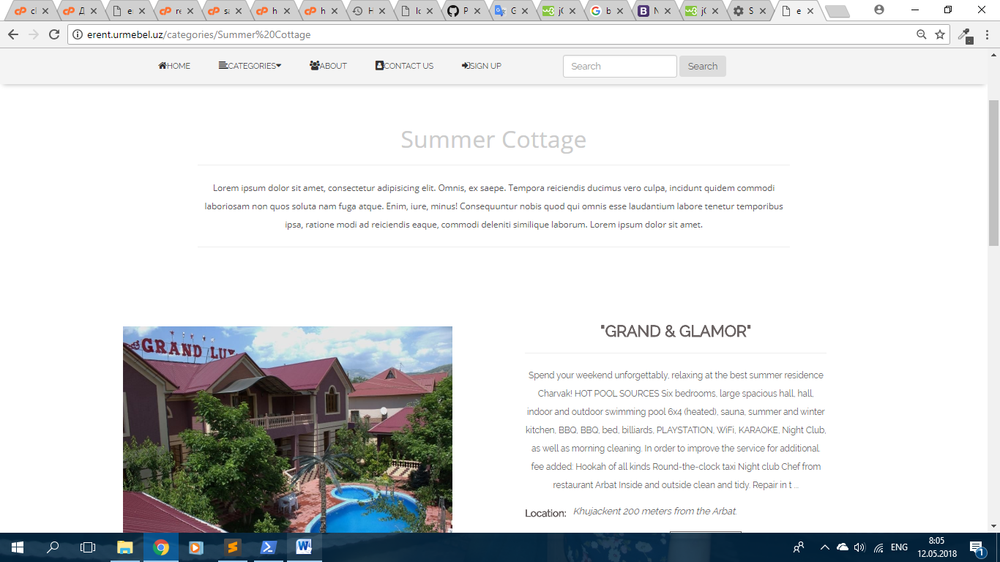 cl
Д
e
re
sa
h
h
H
lo
P
G
jQ
b
N
jQ
S
e
erent.urmebel.uz/categories/Summer%20Cottage
HOME
CATEGORIES
ABOUT
CONTACT US
SIGN UP
Search
Search
Summer Cottage
Lorem ipsum dolor sit amet, consectetur adipisicing elit. Omnis, ex saepe. Tempora reiciendis ducimus vero culpa, incidunt quidem commodi
laboriosam non quos soluta nam fuga atque. Enim, iure, minus! Consequuntur nobis quod qui omnis esse laudantium labore tenetur temporibus
ipsa, ratione modi ad reiciendis eaque, commodi deleniti similique laborum. Lorem ipsum dolor sit amet.
GRAND LUX
"GRAND & GLAMOR"
Spend your weekend unforgettably, relaxing at the best summer residence
Charvak! HOT POOL SOURCES Six bedrooms, large spacious hall, hall,
indoor and outdoor swimming pool 6x4 (heated), sauna, summer and winter
kitchen, BBQ, BBQ, bed, billiards, PLAYSTATION, WiFi, KARAOKE, Night Club,
as well as morning cleaning. In order to improve the service for additional
fee added: Hookah of all kinds Round-the-clock taxi Night club Chef from
restaurant Arbat Inside and outside clean and tidy. Repair in t ...
Location: Khujackent 200 meters from the Arbat.
ENG
8:05
12.05.2018
1